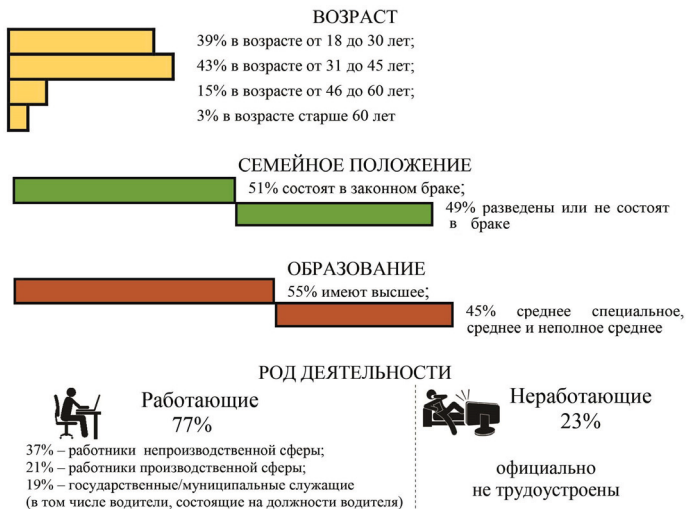 ВОЗРАСТ
39% в возрасте от 18 до 30 лет;
43% в возрасте от 31 до 45 лет;
15% в возрасте от 46 до 60 лет;
3% в возрасте старше 60 лет
СЕМЕЙНОЕ ПОЛОЖЕНИЕ
51% состоят в законном браке;
49% разведены или не состоят
в браке
ОБРАЗОВАНИЕ
55% имеют высшее;
45% среднее специальное,
среднее и неполное среднее
РОД ДЕЯТЕЛЬНОСТИ
Работающие
77%
37% – работники непроизводственной сферы;
21% – работники производственной сферы;
19% – государственные/муниципальные служащие
(в том числе водители, состоящие на должности водителя)
Неработающие
23%
официально
не трудоустроены